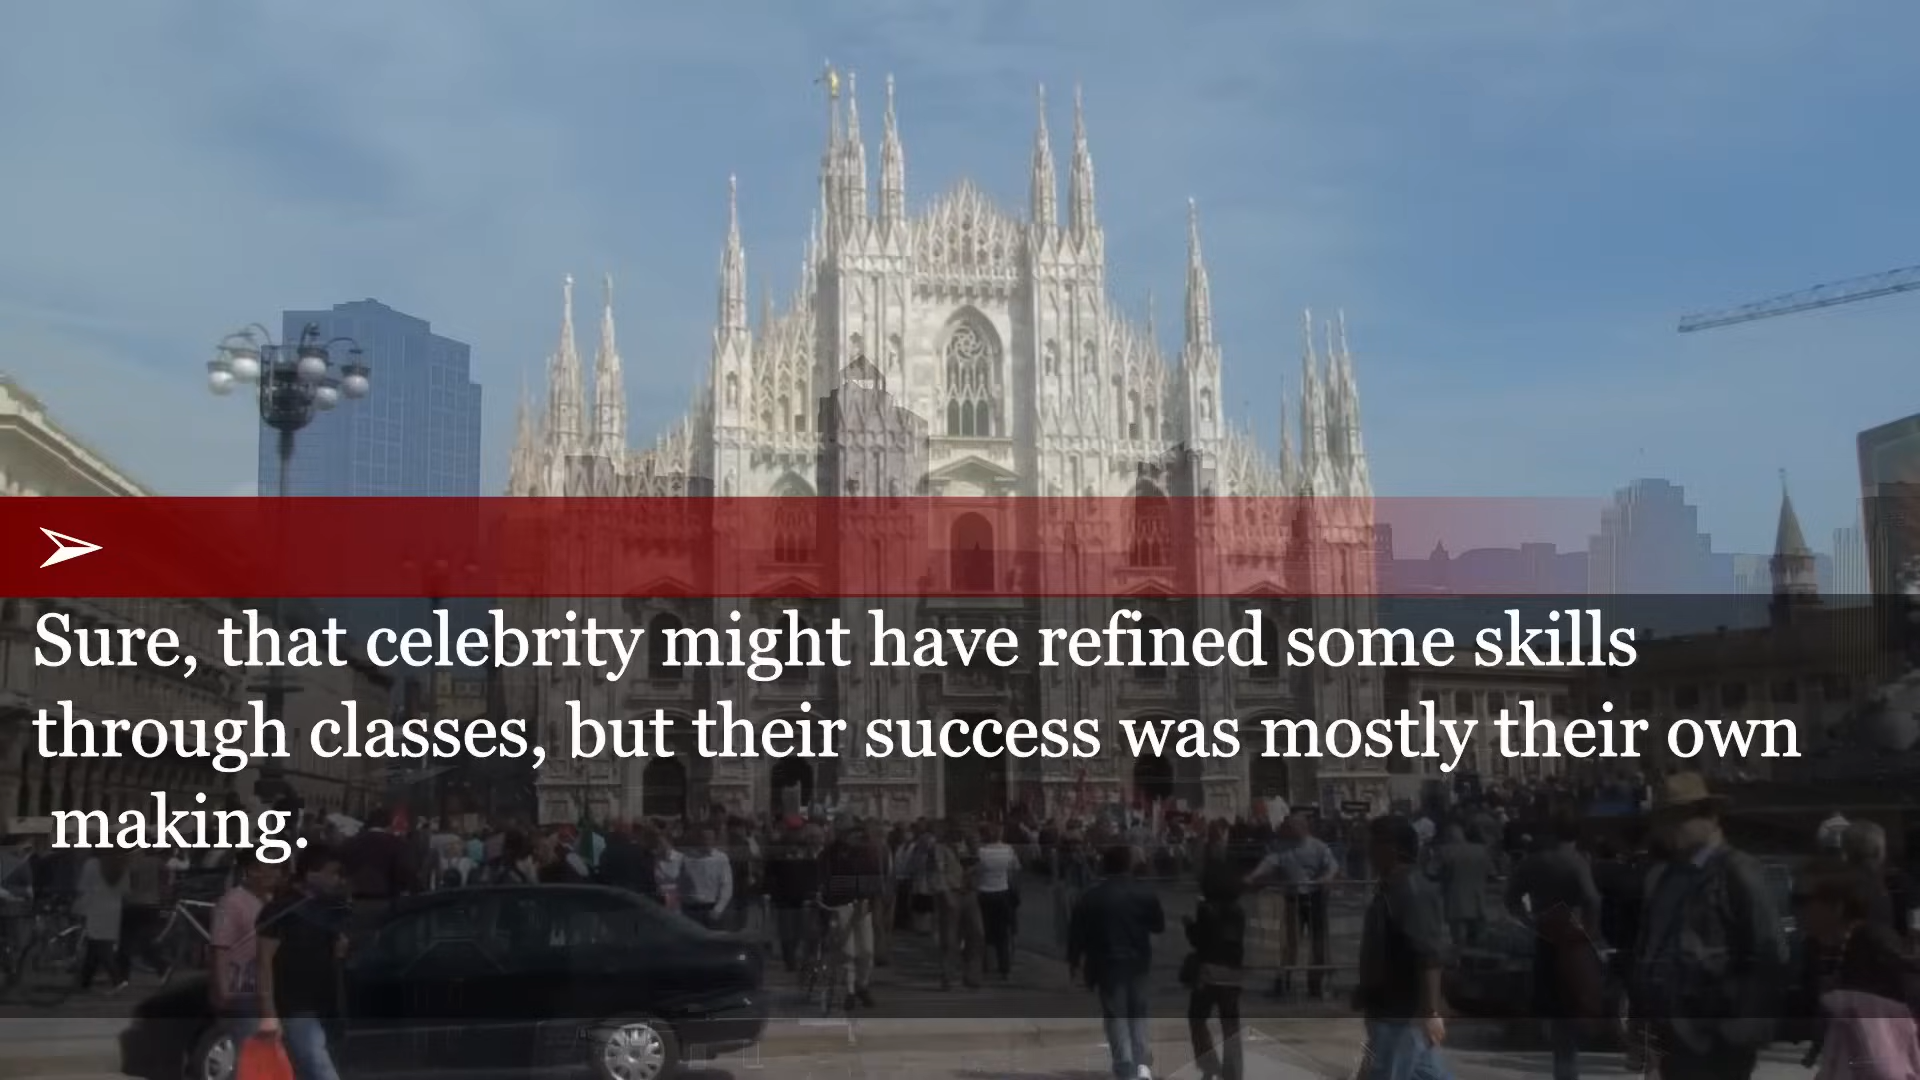 Sure, that celebrity might have refined some skills
through classes, but their success was mostly their own
making.